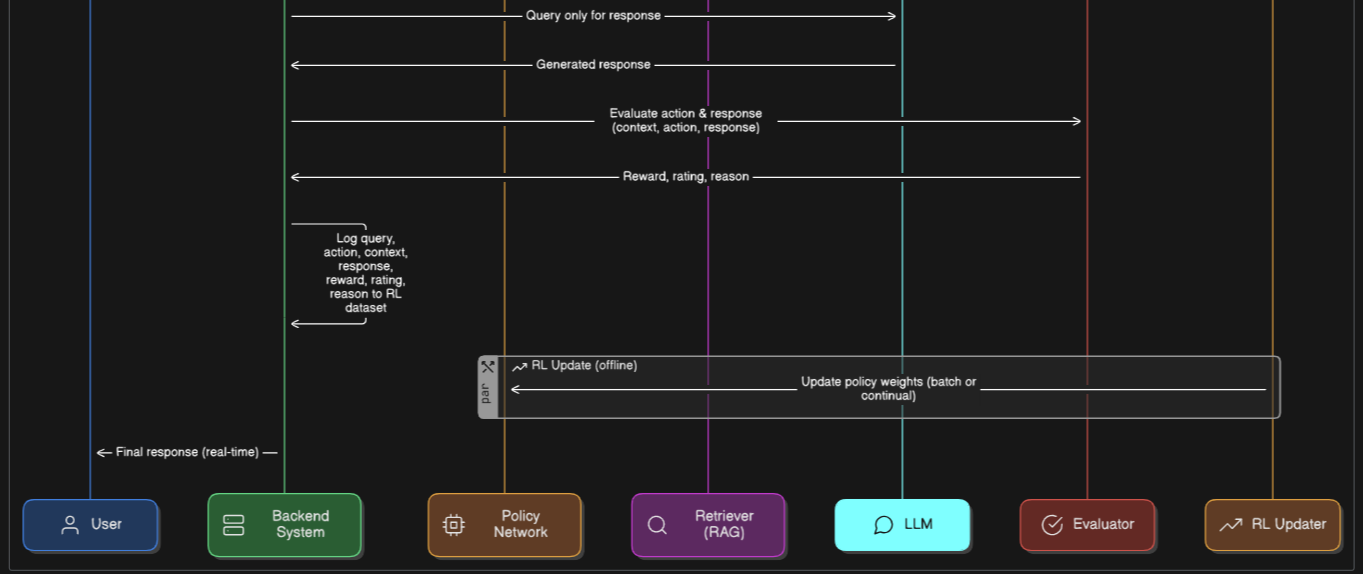 Query only for response
Generated response
Evaluate action & response
(context, action, response)
Reward, rating, reason
Log query,
action, context,
response,
reward, rating,
reason to RL
dataset
par
RL Update (offline)
Update policy weights (batch or
continual)
Final response (real-time)
User
Backend
System
Policy
Network
Retriever
(RAG)
LLM
Evaluator
RL Updater